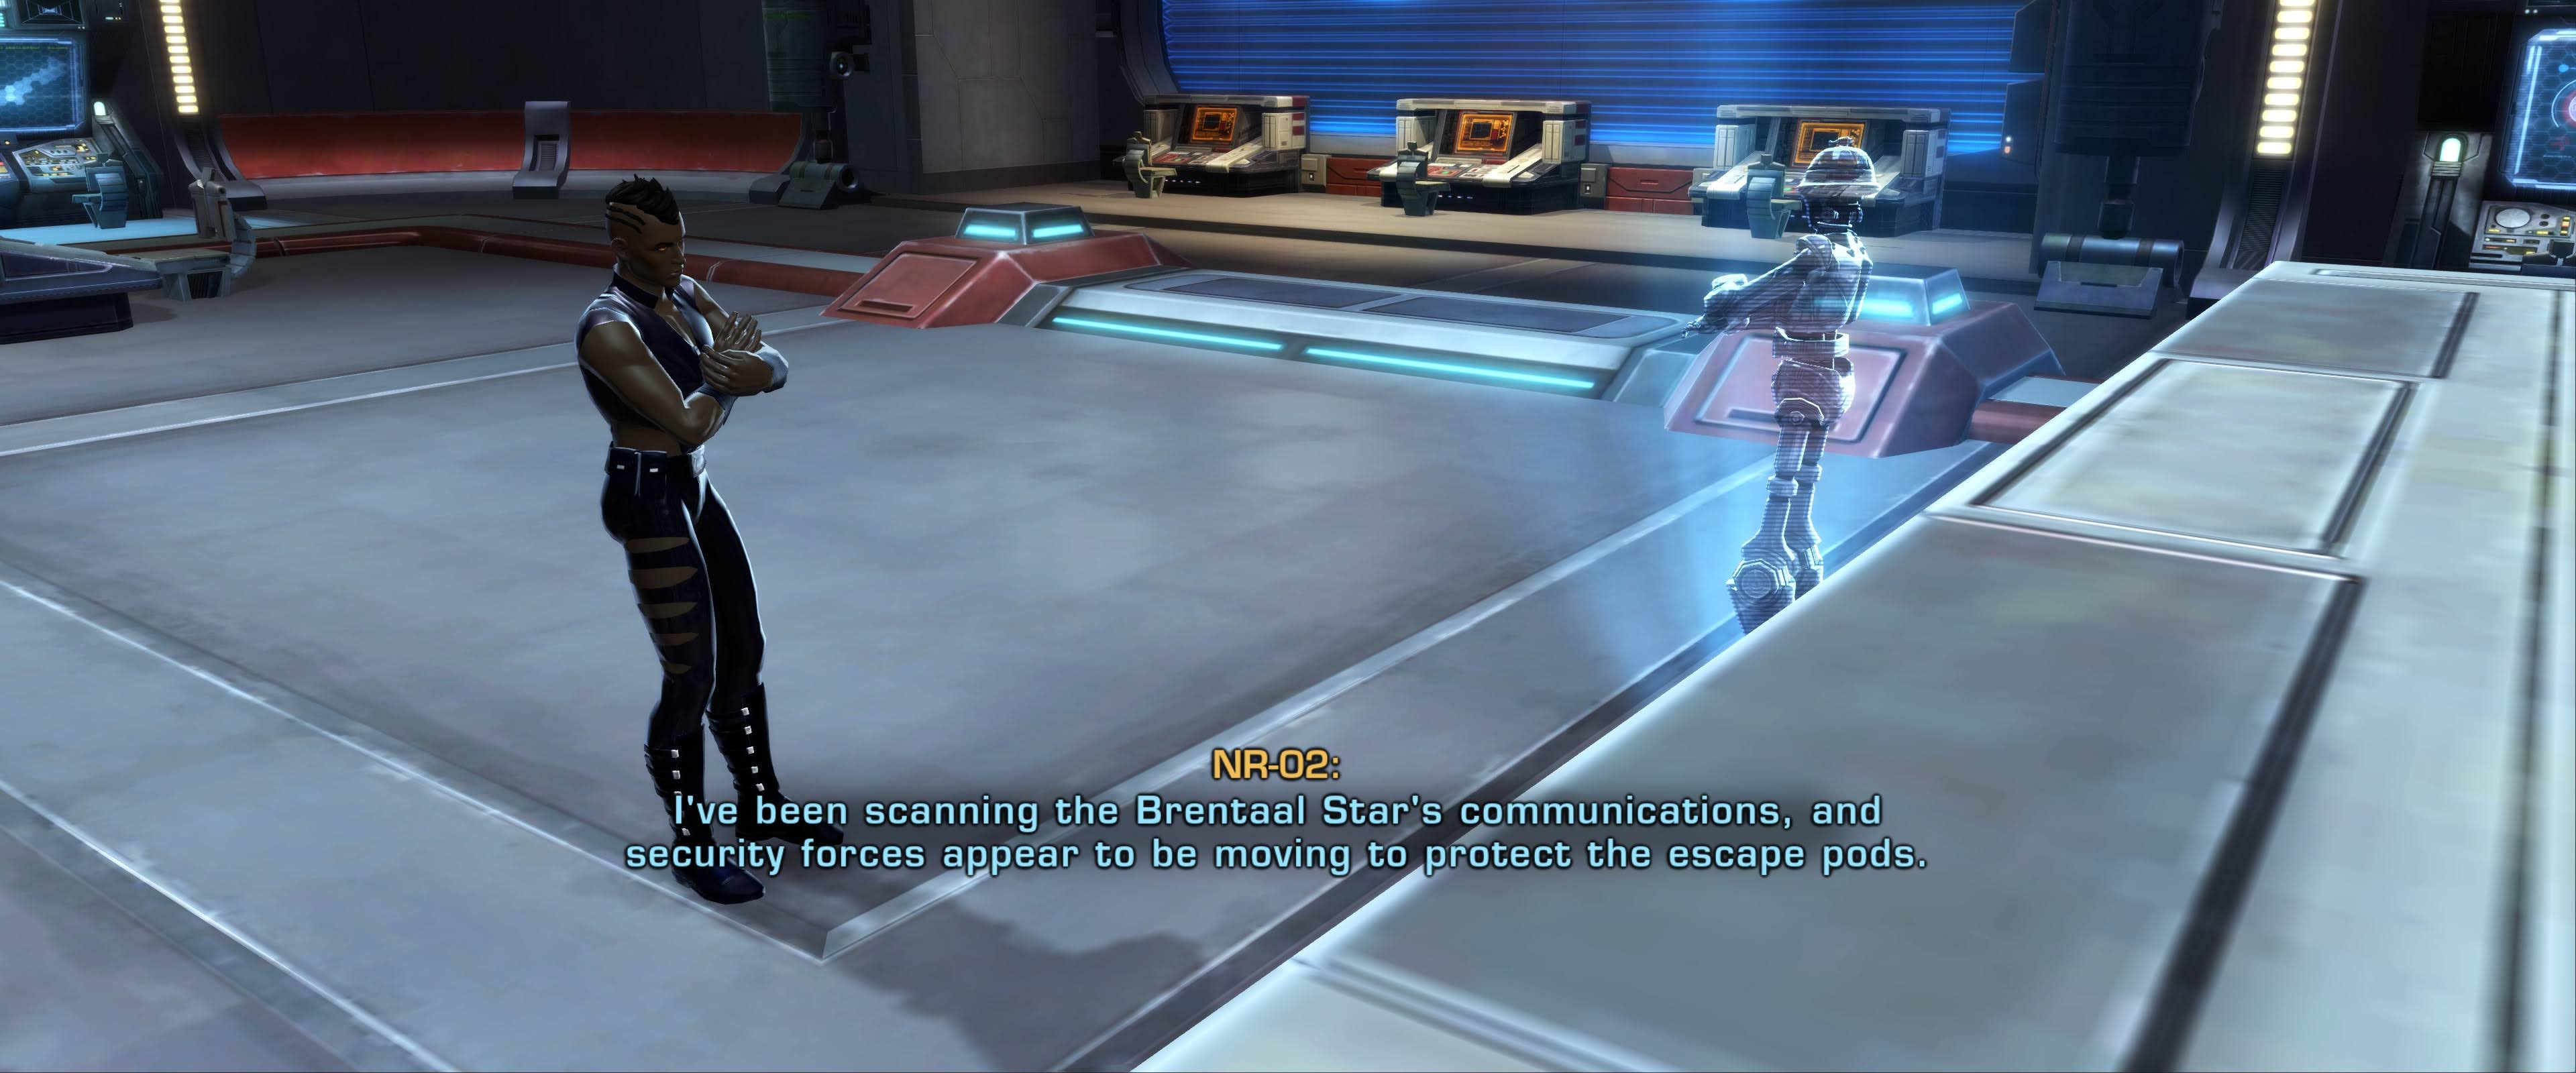 NR-02:
I've been scanning the Brentaal Star's communications, and
security forces appear to be moving to protect the escape pods.